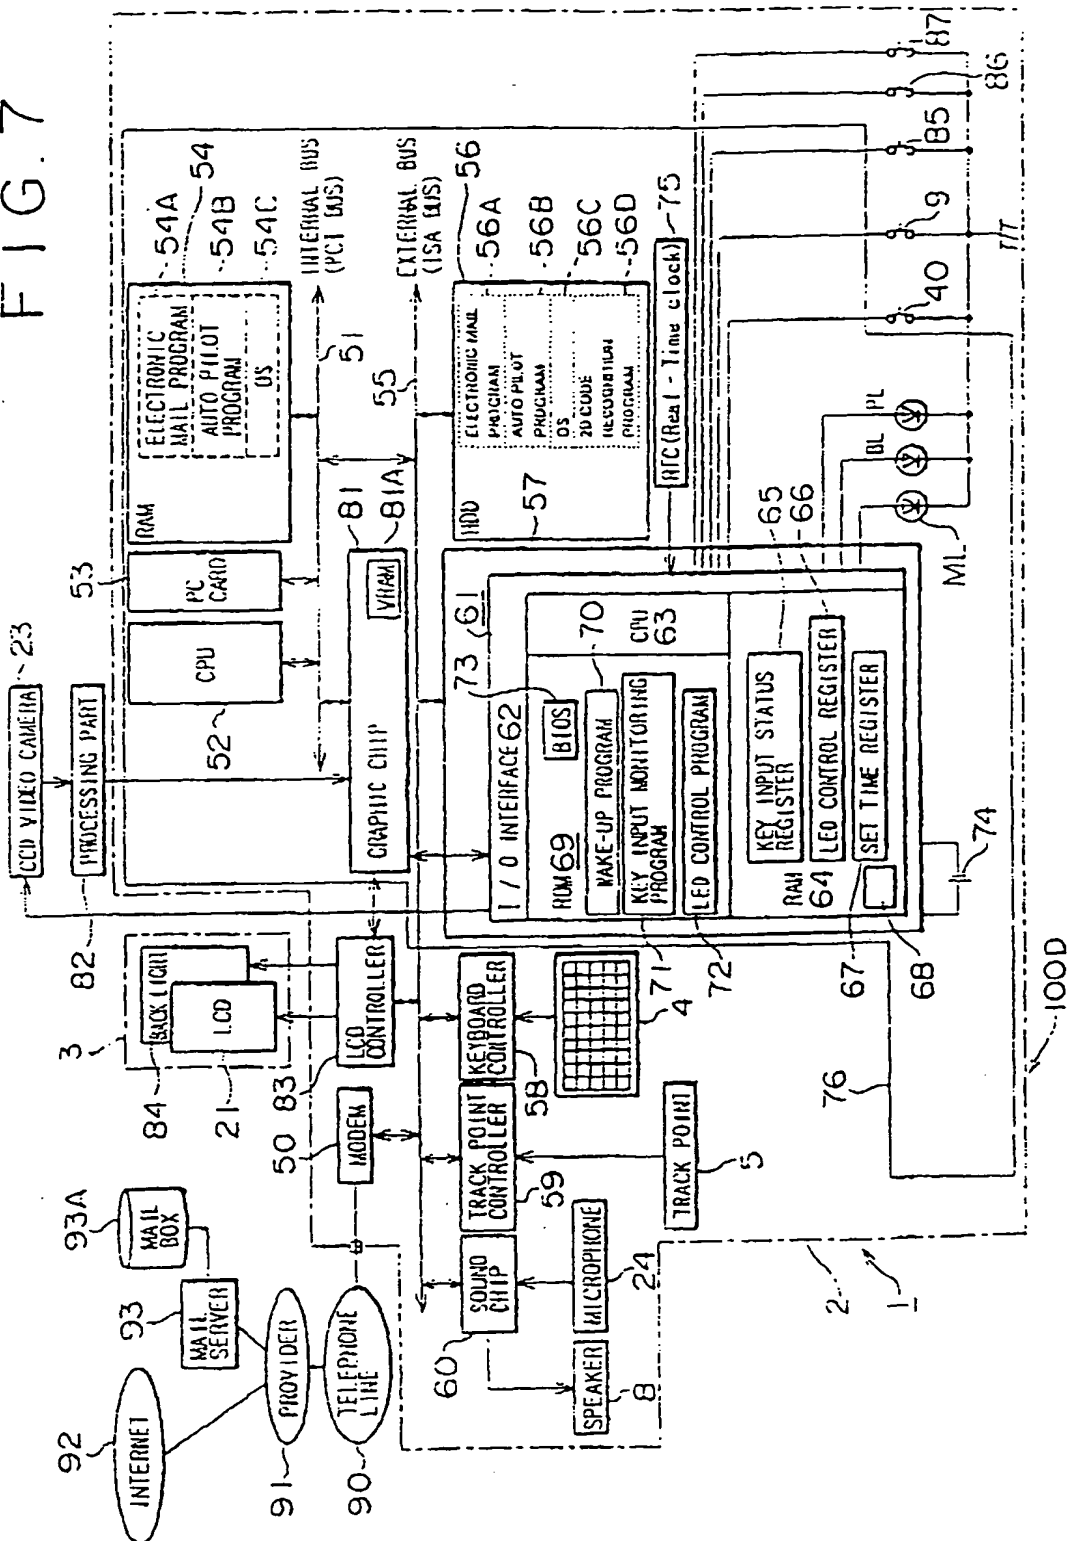 FIG. 7
92
INTERNET
93A
MAIL
BOX
93
MAIL
SERVER
91
PROVIDER
90
TELEPHONE
LINE
3
84
BACK LIGHT
21
LCD
83
LCD
CONTROLLER
50
MODEM
CCD VIDEO CAMERA
23
PROCESSING PART
82
52
CPU
53
PC
CARD
RAM
ELECTRONIC
MAIL PROGRAM
AUTO PILOT
PROGRAM
OS
54A
54
54B
54C
INTERNAL BUS
(PCI BUS)
51
GRAPHIC CHIP
81
VRAM
81A
EXTERNAL BUS
(ISA BUS)
55
HDD
57
ELECTRONIC MAIL
PROGRAM
AUTO PILOT
PROGRAM
OS
2D CODE
RECOGNITION
PROGRAM
56
56A
56B
56C
56D
RTC (Real-Time clock)
75
60
SOUND
CHIP
TRACK POINT
CONTROLLER
59
KEYBOARD
CONTROLLER
58
4
SPEAKER
8
MICROPHONE
24
TRACK POINT
5
61
I/O INTERFACE 62
ROM 69
73
BIOS
WAKE-UP PROGRAM
70
KEY INPUT MONITORING
PROGRAM
71
LED CONTROL PROGRAM
72
CPU
63
RAM
64
KEY INPUT STATUS
REGISTER
65
LED CONTROL REGISTER
66
SET TIME REGISTER
67
68
74
76
ML
BL
PL
40
9
85
86
87
2
1
100D